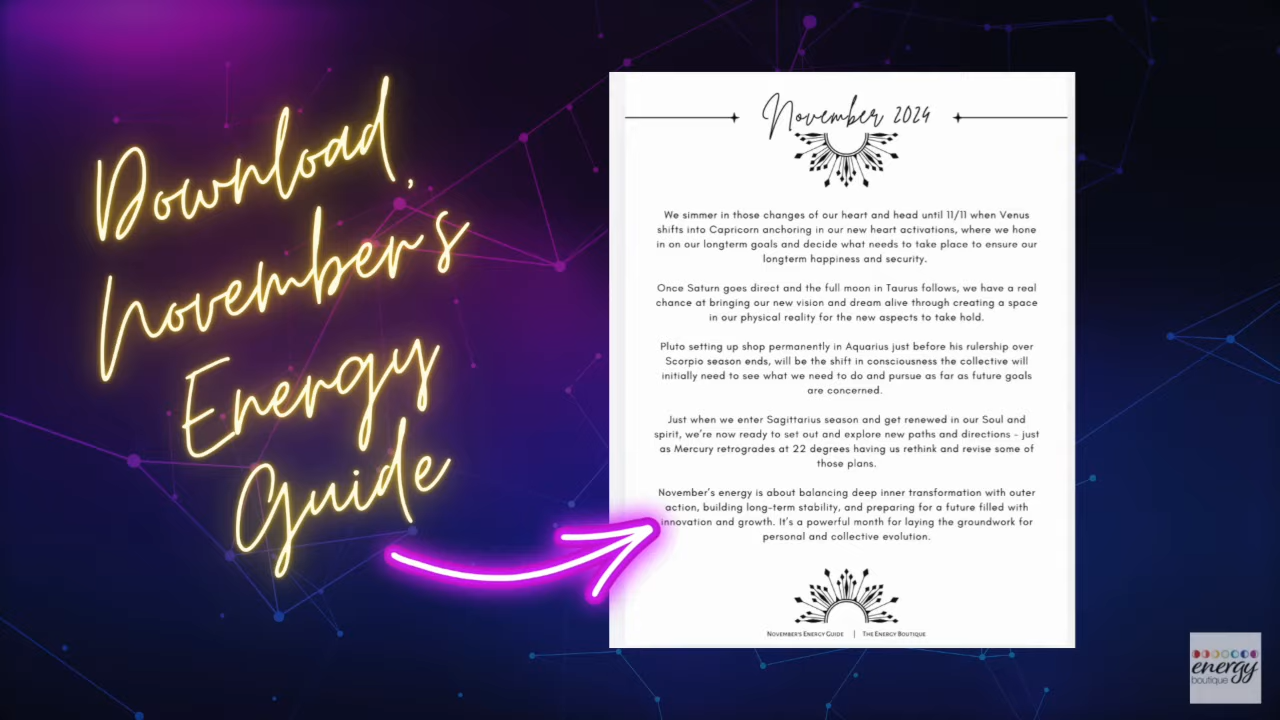 Download
November's
Energy
Guide
November 2024
We simmer in those changes of our heart and head until 11/11 when Venus
shifts into Capricorn anchoring in our new heart activations, where we hone
in on our longterm goals and decide what needs to take place to ensure our
longterm happiness and security.
Once Saturn goes direct and the full moon in Taurus follows, we have a real
chance at bringing our new vision and dream alive through creating a space
in our physical reality for the new aspects to take hold.
Pluto setting up shop permanently in Aquarius just before his rulership over
Scorpio season ends, will be the shift in consciousness the collective will
initially need to see what we need to do and pursue as far as future goals
are concerned.
Just when we enter Sagittarius season and get renewed in our Soul and
spirit, we're now ready to set out and explore new paths and directions - just
as Mercury retrogrades at 22 degrees having us rethink and revise some of
those plans.
November's energy is about balancing deep inner transformation with outer
action, building long-term stability, and preparing for a future filled with
innovation and growth. It's a powerful month for laying the groundwork for
personal and collective evolution.
November's Energy Guide | The Energy Boutique
energy
boutique